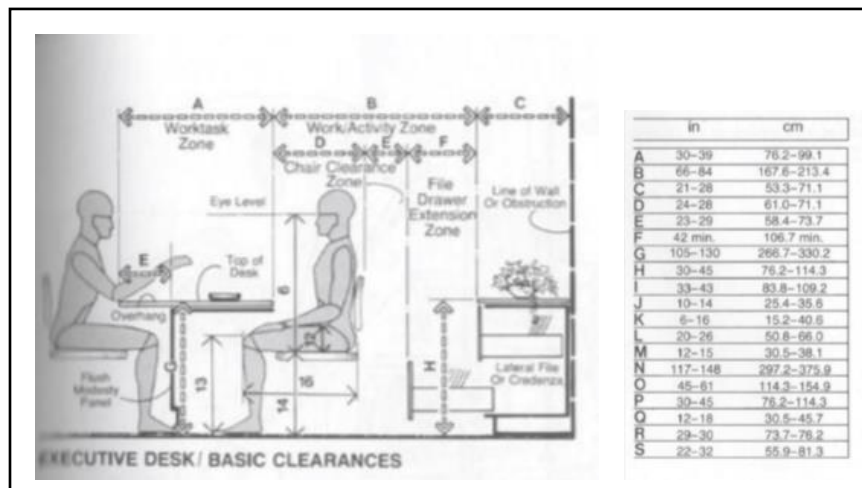 A
B
C
Worktask
Zone
Work/Activity Zone
D
E
F
Chair Clearance
Zone
File
Drawer
Extension
Zone
Line of Wall
Or Obstruction
Eye Level
E
Top of
Desk
6
Overhang
12
G
13
16
H
Lateral File
Or Credenza
Flush
Modesty
Panel
14
EXECUTIVE DESK/ BASIC CLEARANCES
in cm
A 30–39 76.2–99.1
B 66–84 167.6–213.4
C 21–28 53.3–71.1
D 24–28 61.0–71.1
E 23–29 58.4–73.7
F 42 min. 106.7 min.
G 105–130 266.7–330.2
H 30–45 76.2–114.3
I 33–43 83.8–109.2
J 10–14 25.4–35.6
K 6–16 15.2–40.6
L 20–26 50.8–66.0
M 12–15 30.5–38.1
N 117–148 297.2–375.9
O 45–61 114.3–154.9
P 30–45 76.2–114.3
Q 12–18 30.5–45.7
R 29–30 73.7–76.2
S 22–32 55.9–81.3